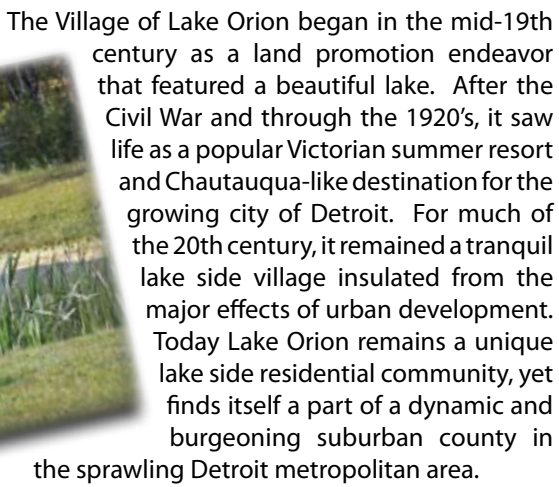 The Village of Lake Orion began in the mid-19th
century as a land promotion endeavor
that featured a beautiful lake. After the
Civil War and through the 1920's, it saw
life as a popular Victorian summer resort
and Chautauqua-like destination for the
growing city of Detroit. For much of
the 20th century, it remained a tranquil
lake side village insulated from the
major effects of urban development.
Today Lake Orion remains a unique
lake side residential community, yet
finds itself a part of a dynamic and
burgeoning suburban county in
the sprawling Detroit metropolitan area.